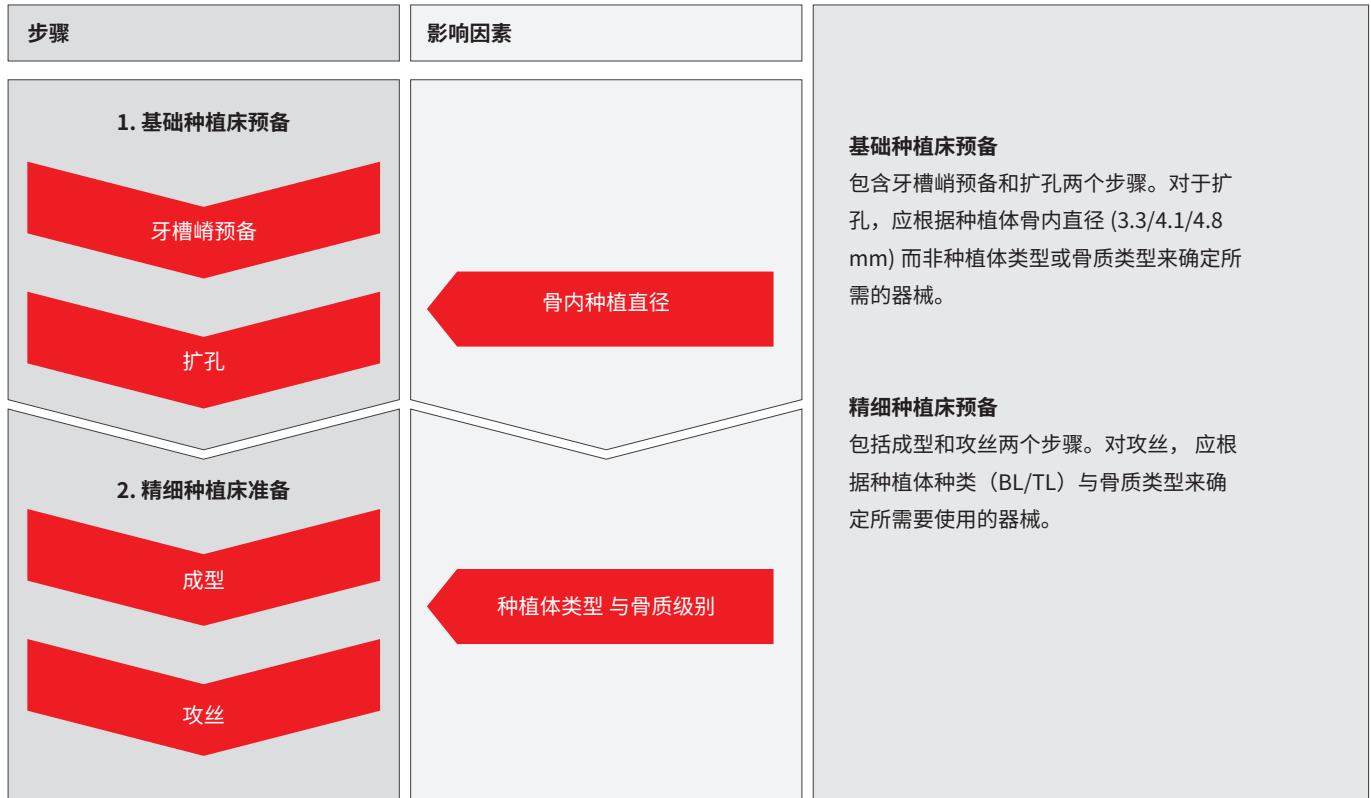 步骤
影响因素
1. 基础种植床预备
牙槽嵴预备
扩孔
骨内种植直径
2. 精细种植床准备
成型
攻丝
种植体类型 与骨质级别
基础种植床预备
包含牙槽峭预备和扩孔两个步骤。对于扩
孔，应根据种植体骨内直径 (3.3/4.1/4.8
mm) 而非种植体类型或骨质类型来确定所
需的器械。
精细种植床预备
包括成型和攻丝两个步骤。对攻丝， 应根
据种植体种类（BL/TL）与骨质类型来确
定所需要使用的器械。